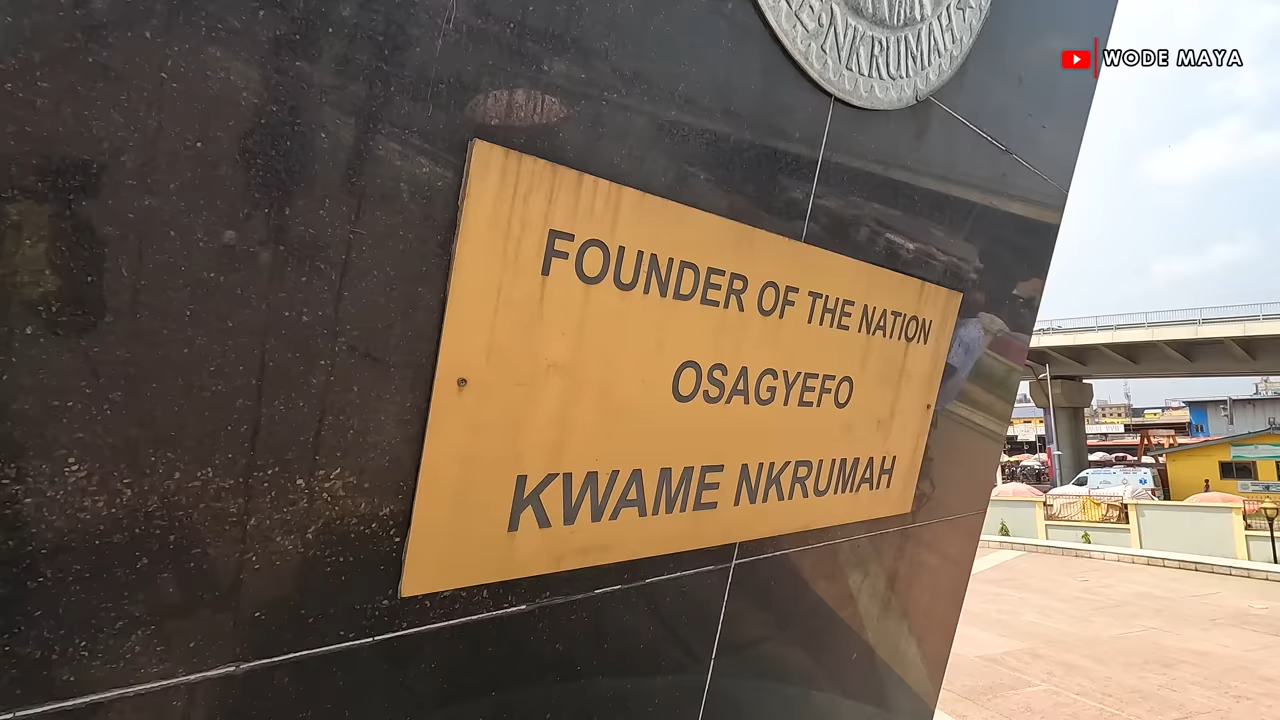 NKRUMAH
WODE MAYA
FOUNDER OF THE NATION
OSAGYEFO
KWAME NKRUMAH